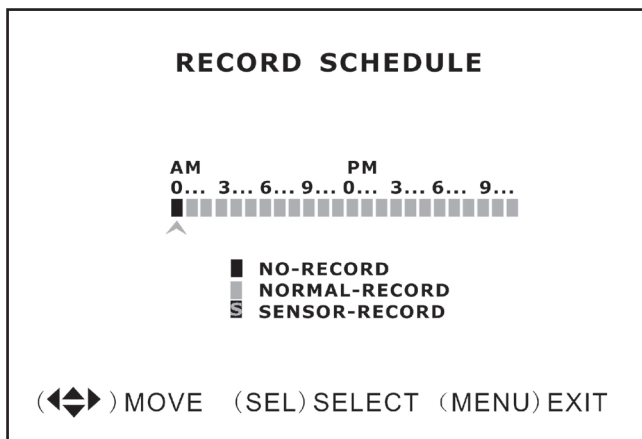 RECORD SCHEDULE
AM PM
0... 3... 6... 9... 0... 3... 6... 9...
NO-RECORD
NORMAL-RECORD
S SENSOR-RECORD
(◀◆▶) MOVE (SEL) SELECT (MENU) EXIT